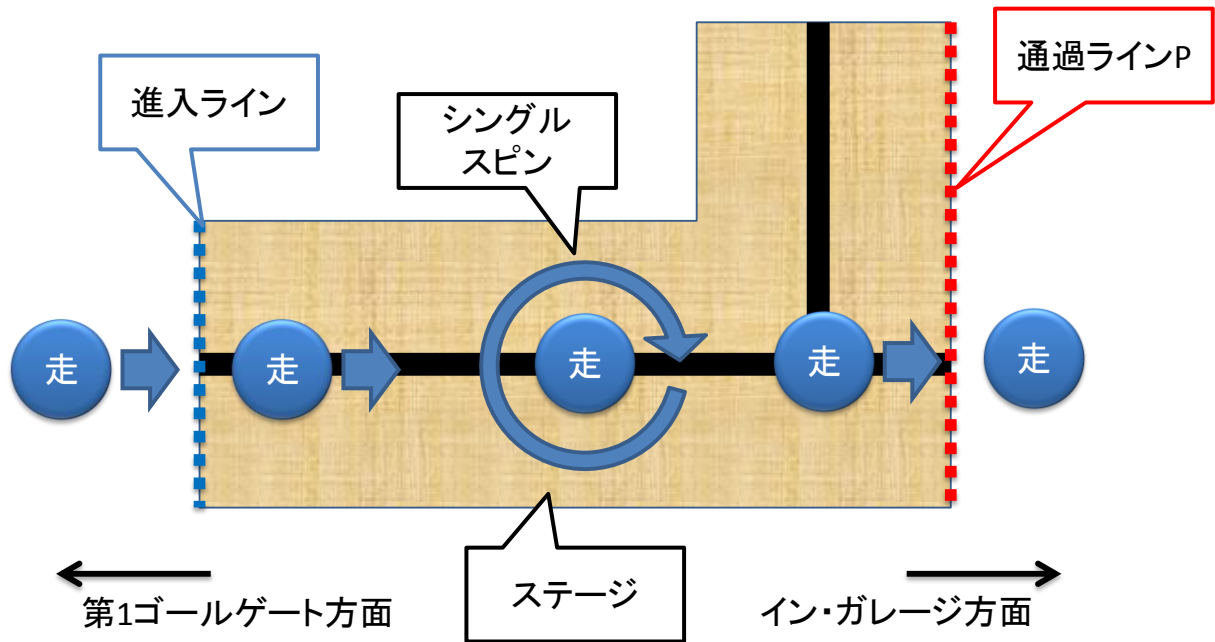 通過ラインP
進入ライン
シングル
スピン
走
走
走
走
走
ステージ
第1ゴールゲート方面
イン・ガレージ方面